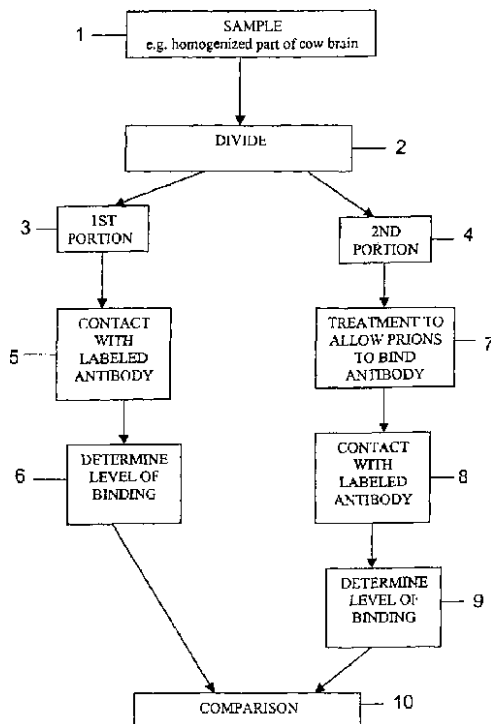 1
SAMPLE
e.g. homogenized part of cow brain
DIVIDE
2
3
1ST
PORTION
2ND
PORTION
4
5
CONTACT
WITH
LABELED
ANTIBODY
TREATMENT TO
ALLOW PRIONS
TO BIND
ANTIBODY
7
6
DETERMINE
LEVEL OF
BINDING
CONTACT
WITH
LABELED
ANTIBODY
8
DETERMINE
LEVEL OF
BINDING
9
COMPARISON
10